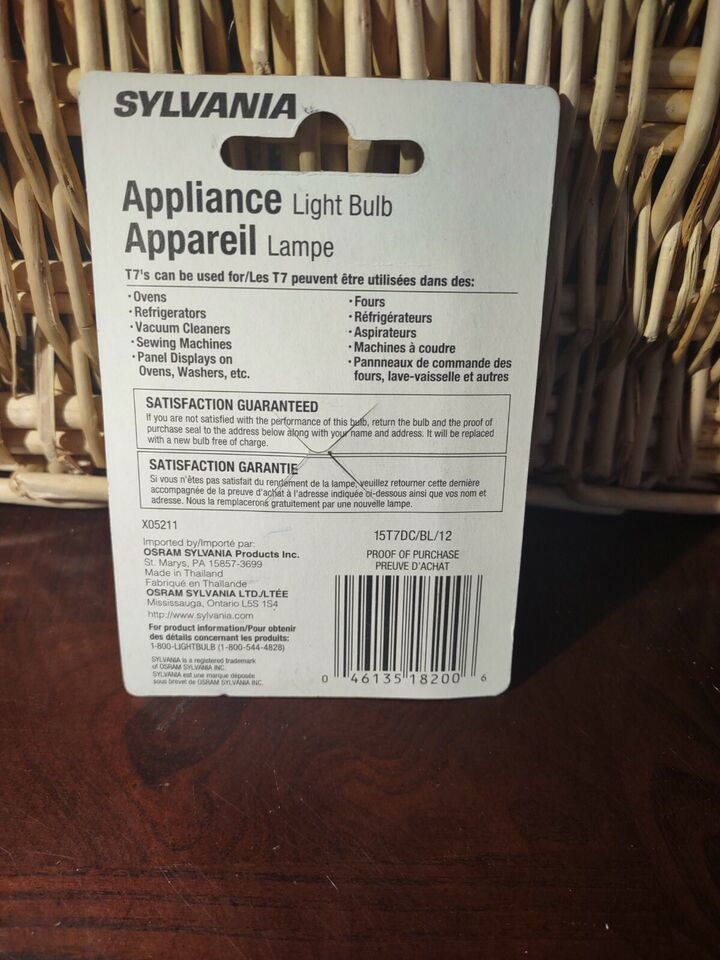 SYLVANIA
Appliance Light Bulb
Appareil Lampe
T7's can be used for/Les T7 peuvent être utilisées dans des:
· Ovens
· Refrigerators
· Vacuum Cleaners
· Sewing Machines
· Panel Displays on
Ovens, Washers, etc.
· Fours
· Réfrigérateurs
· Aspirateurs
· Machines à coudre
· Pannneaux de commande des
fours, lave-vaisselle et autres
SATISFACTION GUARANTEED
If you are not satisfied with the performance of this bulb, return the bulb and the proof of
purchase seal to the address below along with your name and address. It will be replaced
with a new bulb free of charge.
SATISFACTION GARANTIE
Si vous n'êtes pas satisfait du rendement de la lampe, veuillez retourner cette dernière
accompagnée de la preuve d'achat à l'adresse indiquée ci-dessous ainsi que vos nom et
adresse. Nous la remplacerons gratuitement par une nouvelle lampe.
X05211
Imported by/Importé par:
OSRAM SYLVANIA Products Inc.
St. Marys, PA 15857-3699
Made in Thailand
Fabriqué en Thaïlande
OSRAM SYLVANIA LTD./LTÉE
Mississauga, Ontario L5S 1S4
http://www.sylvania.com
For product information/Pour obtenir
des détails concernant les produits:
1-800-LIGHTBULB (1-800-544-4828)
SYLVANIA is a registered trademark
of OSRAM SYLVANIA INC.
SYLVANIA est une marque déposée
sous brevet de OSRAM SYLVANIA INC.
15T7DC/BL/12
PROOF OF PURCHASE
PREUVE D'ACHAT
0 46135 18200 6